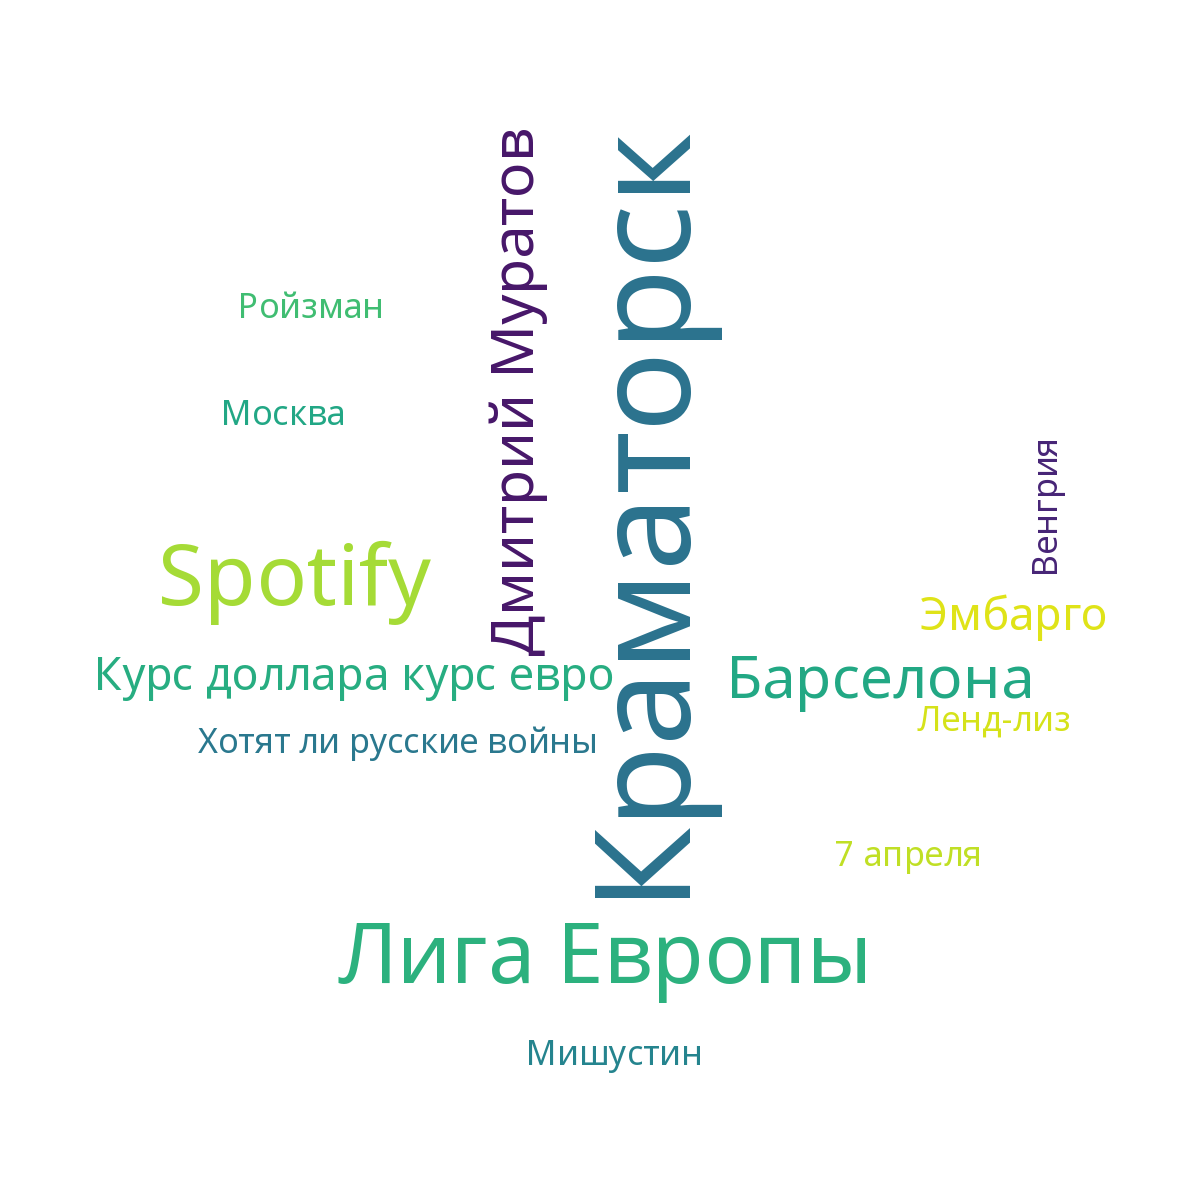 Дмитрий Муратов
Краматорск
Ройзман
Москва
Венгрия
Spotify
Эмбарго
Курс доллара курс евро
Барселона
Ленд-лиз
Хотят ли русские войны
7 апреля
Лига Европы
Мишустин